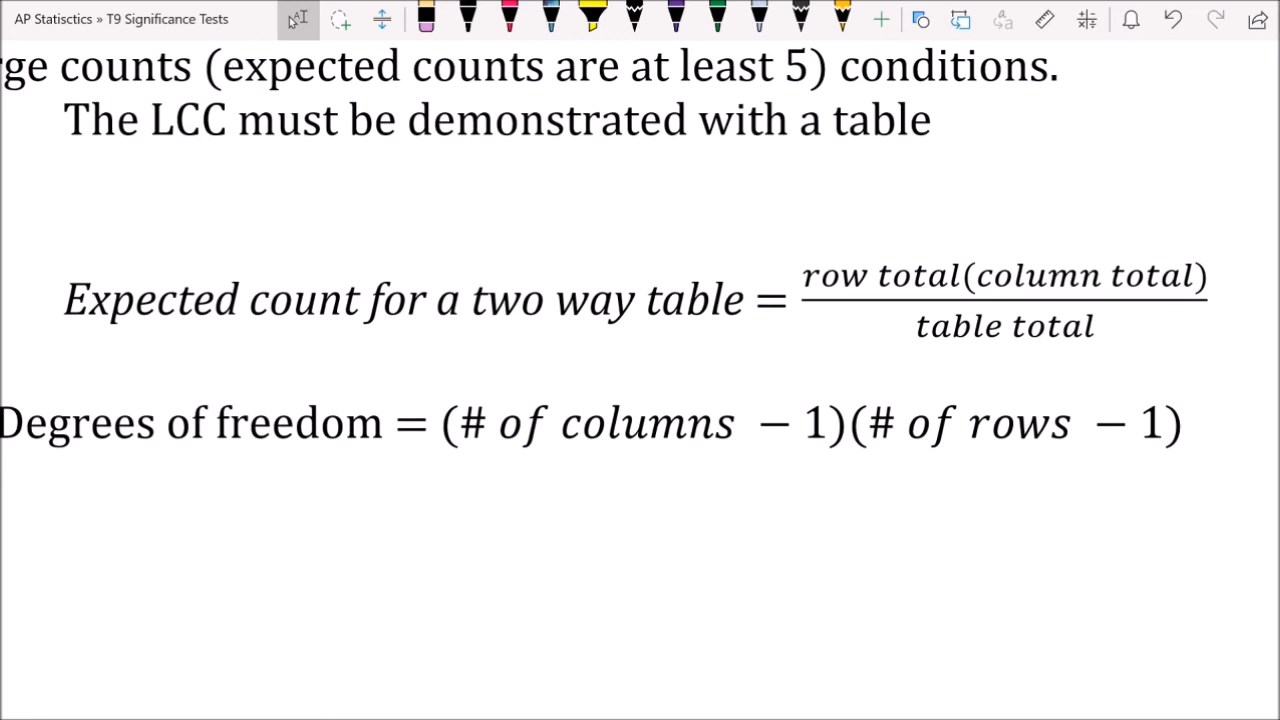 AP Statisctics » T9 Significance Tests
ge counts (expected counts are at least 5) conditions.
The LCC must be demonstrated with a table
Expected count for a two way table = row total(column total) / table total
Degrees of freedom = (# of columns − 1)(# of rows − 1)